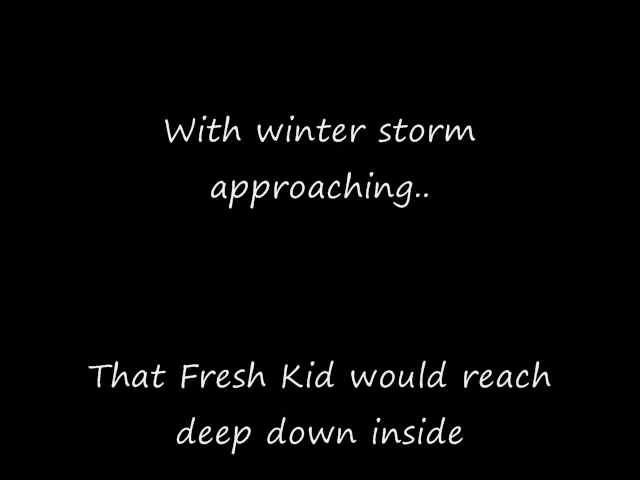 With winter storm
approaching..
That Fresh Kid would reach
deep down inside